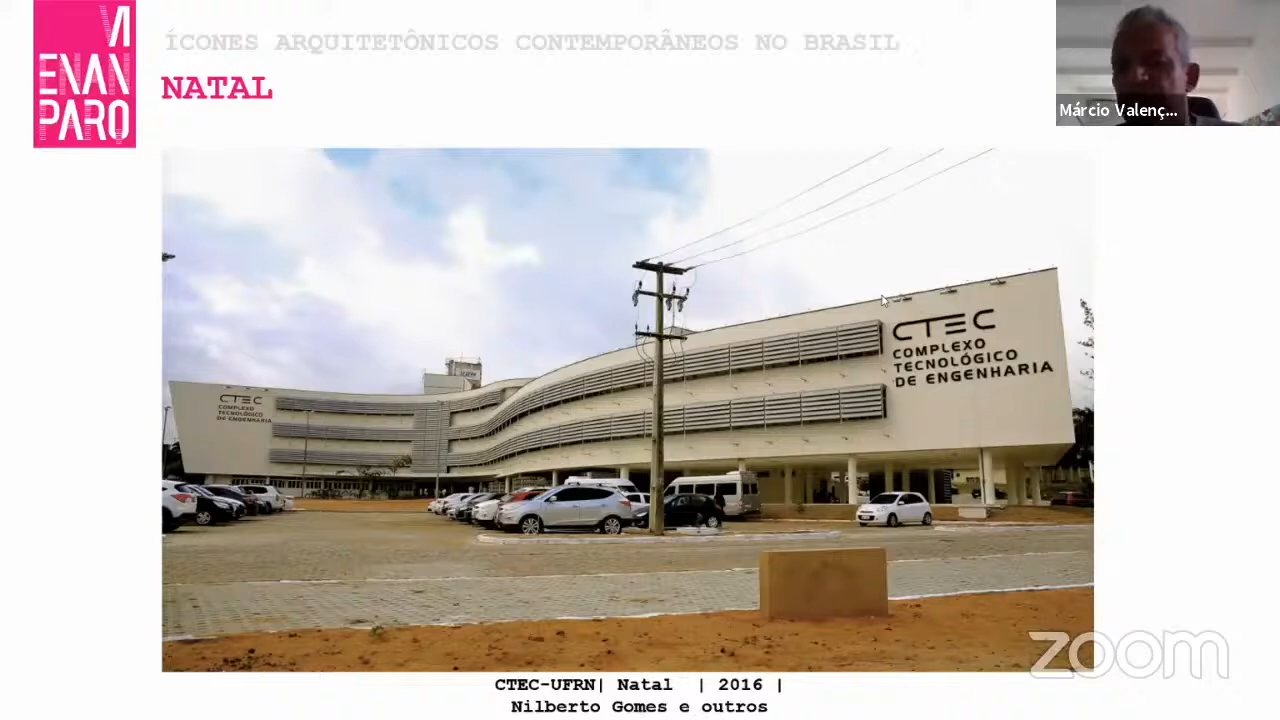 VI
ENAN
PARQ
ÍCONES ARQUITETÔNICOS CONTEMPORÂNEOS NO BRASIL
NATAL
Márcio Valenç...
CTEC
COMPLEXO
TECNOLÓGICO
DE ENGENHARIA
CTEC
COMPLEXO
TECNOLÓGICO
DE ENGENHARIA
zoom
CTEC-UFRN| Natal | 2016 |
Nilberto Gomes e outros